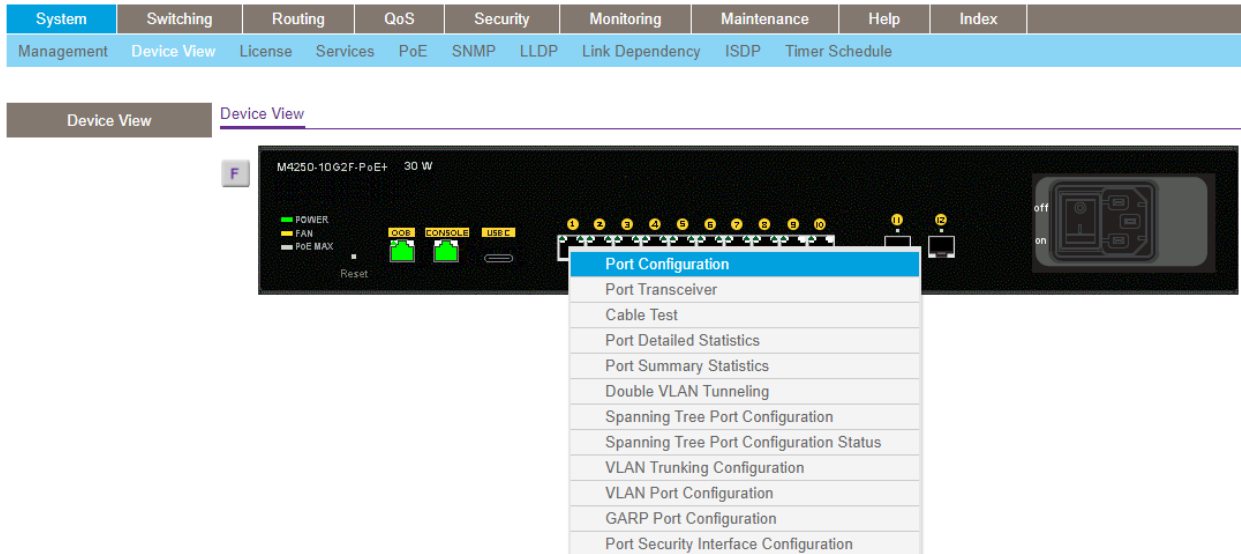 System Switching Routing QoS Security Monitoring Maintenance Help Index
Management Device View License Services PoE SNMP LLDP Link Dependency ISDP Timer Schedule
Device View
Device View
F
M4250-10G2F-PoE+ 30 W
POWER
FAN
PoE MAX
Reset
OOB CONSOLE USB C
1 2 3 4 5 6 7 8 9 10 11 12
off
on
Port Configuration
Port Transceiver
Cable Test
Port Detailed Statistics
Port Summary Statistics
Double VLAN Tunneling
Spanning Tree Port Configuration
Spanning Tree Port Configuration Status
VLAN Trunking Configuration
VLAN Port Configuration
GARP Port Configuration
Port Security Interface Configuration